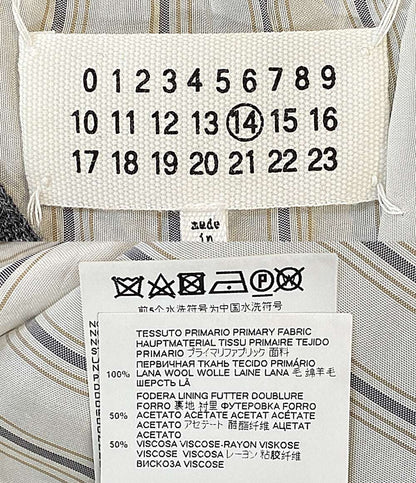 0 1 2 3 4 5 6 7 8 9
10 11 12 13 14 15 16
17 18 19 20 21 22 23
made
in
前5个水洗符号为中国水洗符号
TESSUTO PRIMARIO PRIMARY FABRIC
HAUPTMATERIAL TISSU PRIMAIRE TEJIDO
PRIMARIO プライマリファブリック 面料
ПЕРВИЧНАЯ ТКАНЬ TECIDO PRIMÁRIO
100% LANA WOOL WOLLE LAINE LANA 毛 绵羊毛
ШЕРСТЬ LÃ
FODERA LINING FUTTER DOUBLURE
FORRO 裏地 衬里 ФУТЕРОВКА FORRO
50% ACETATO ACETATE ACETAT ACÉTATE
ACETATO アセテート 醋酯纤维 АЦЕТАТ
ACETATO
50% VISCOSA VISCOSE-RAYON VISKOSE
VISCOSE VISCOSA レーヨン 粘胶纤维
ВИСКОЗА VISCOSE